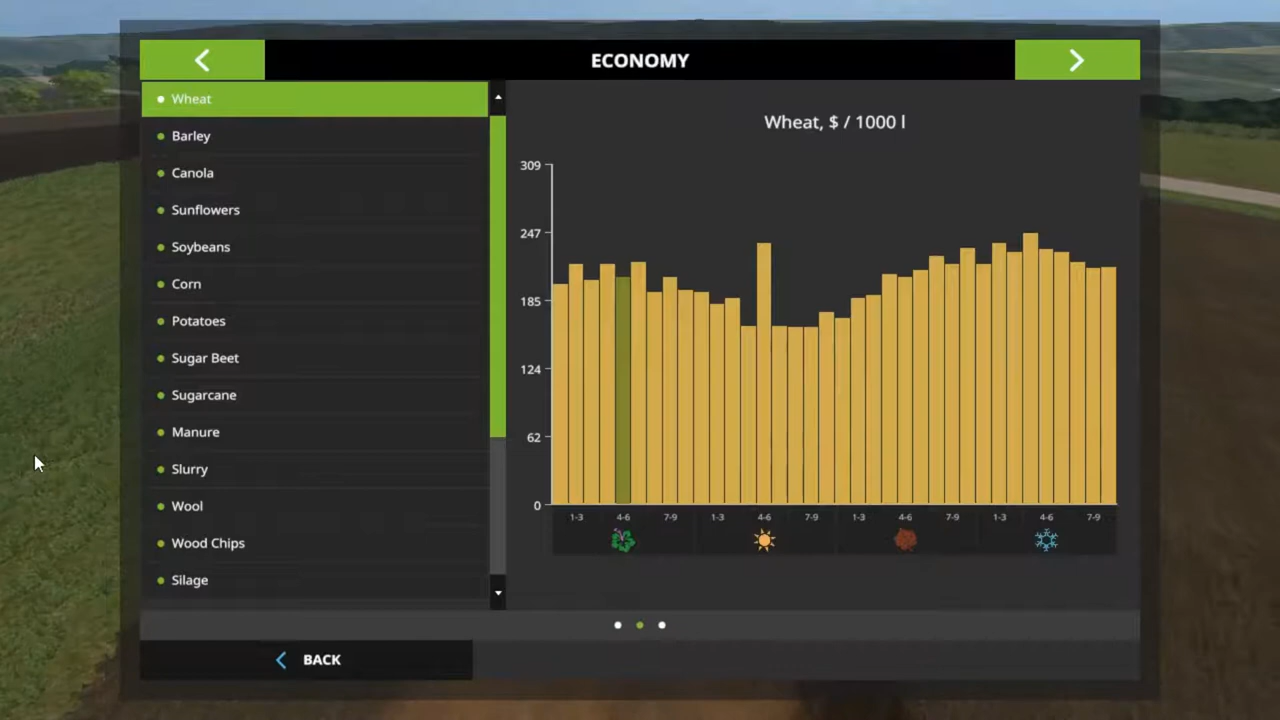 ECONOMY
Wheat
Barley
Canola
Sunflowers
Soybeans
Corn
Potatoes
Sugar Beet
Sugarcane
Manure
Slurry
Wool
Wood Chips
Silage
Wheat, $ / 1000 l
309
247
185
124
62
0
1-3 4-6 7-9 1-3 4-6 7-9 1-3 4-6 7-9 1-3 4-6 7-9
BACK